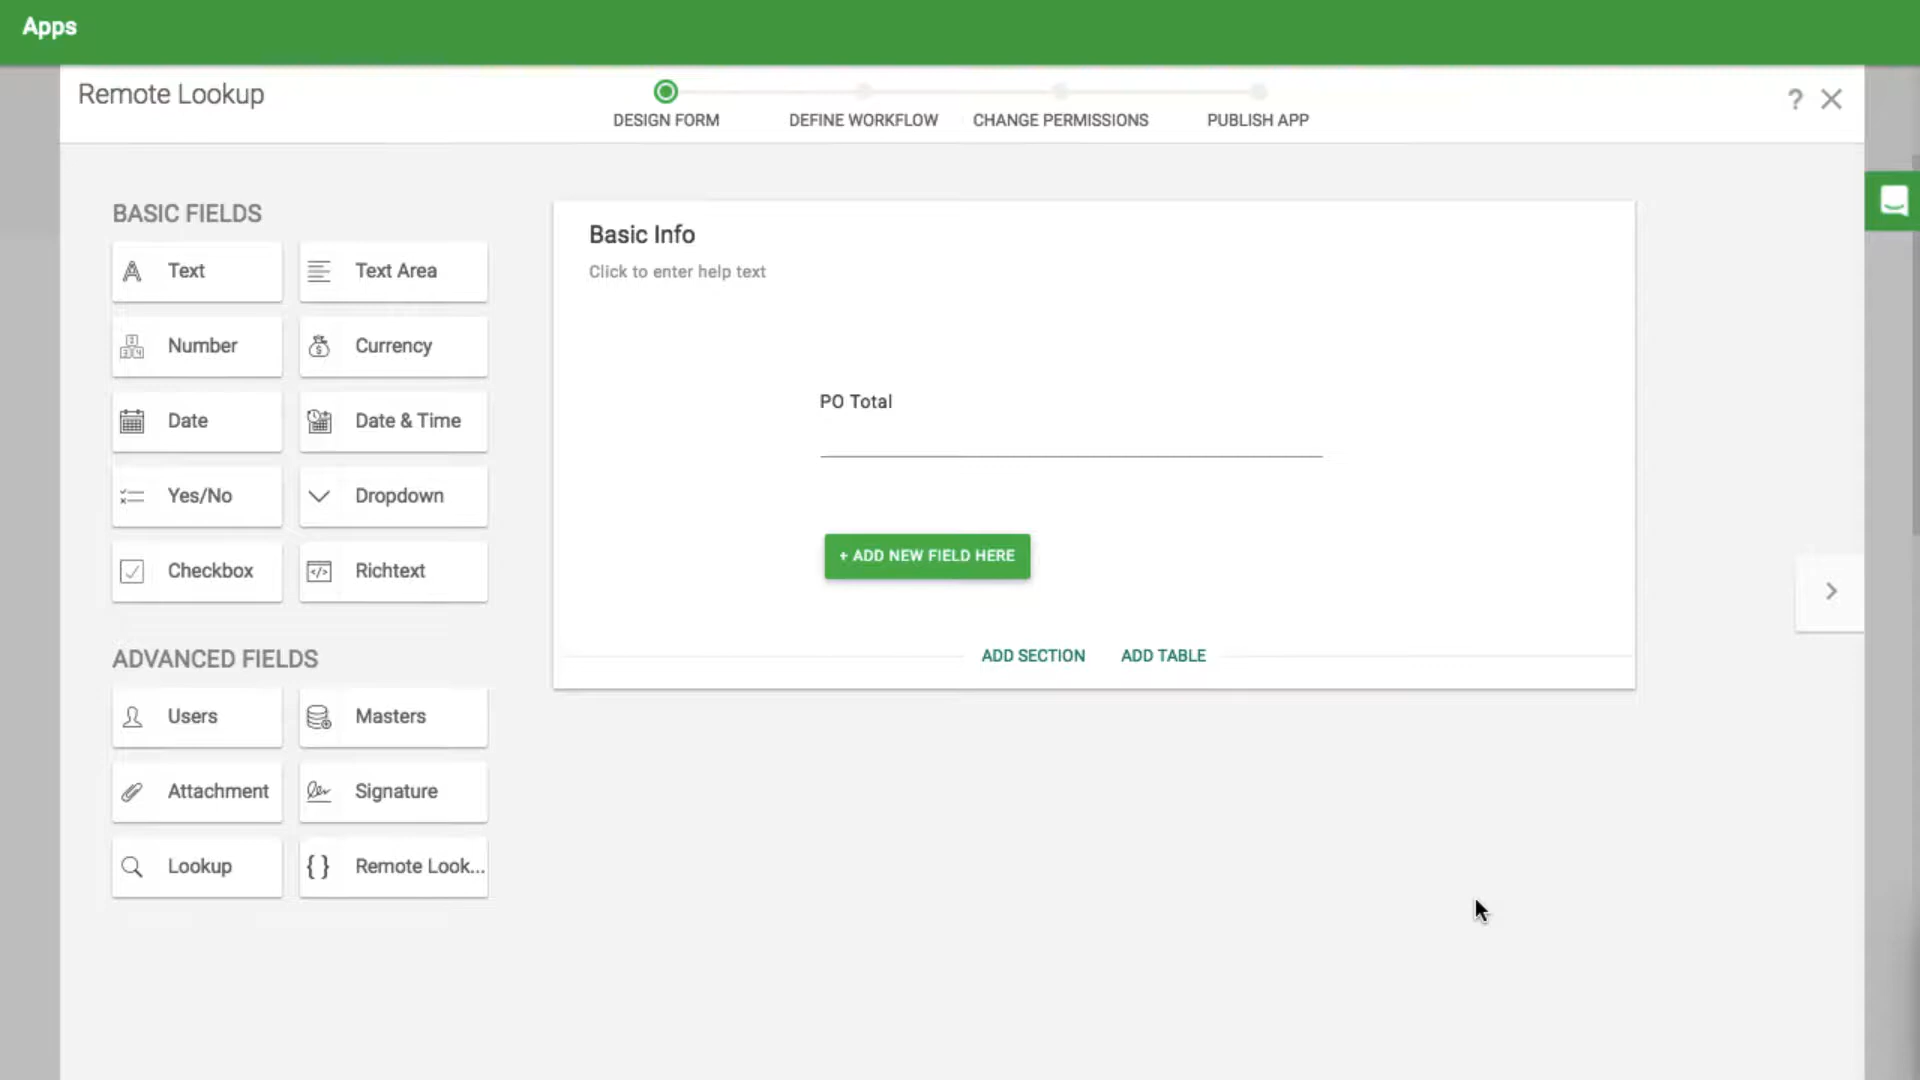 Apps
Remote Lookup
DESIGN FORM
DEFINE WORKFLOW
CHANGE PERMISSIONS
PUBLISH APP
?
BASIC FIELDS
Text
Text Area
Number
Currency
Date
Date & Time
Yes/No
Dropdown
Checkbox
Richtext
ADVANCED FIELDS
Users
Masters
Attachment
Signature
Lookup
Remote Look...
Basic Info
Click to enter help text
PO Total
+ ADD NEW FIELD HERE
ADD SECTION
ADD TABLE